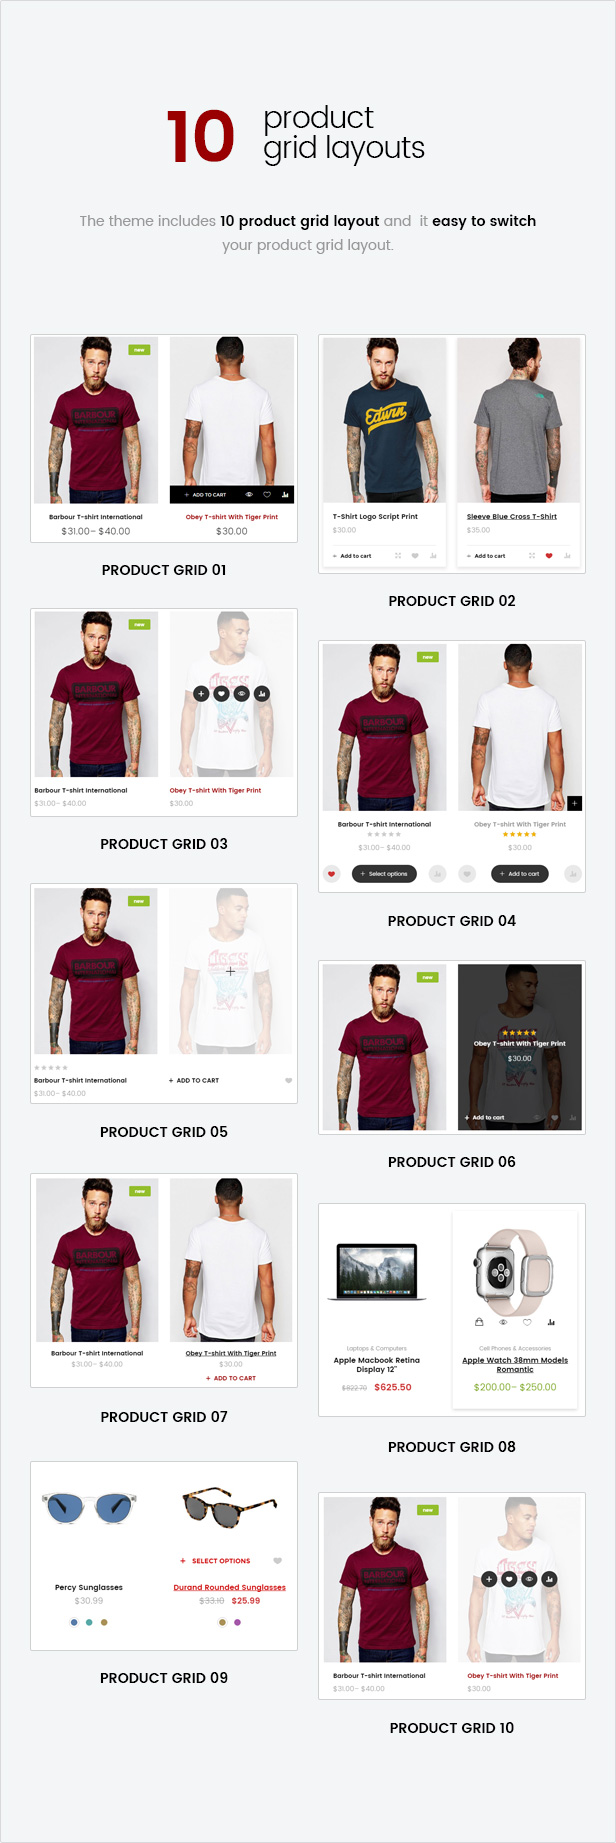 10 product
grid layouts
The theme includes 10 product grid layout and it easy to switch
your product grid layout.
new
BARBOUR
INTERNATIONAL
+ ADD TO CART
Barbour T-shirt International
$31.00– $40.00
Obey T-shirt With Tiger Print
$30.00
PRODUCT GRID 01
Edwin
T-Shirt Logo Script Print
$30.00
+ Add to cart
Sleeve Blue Cross T-Shirt
$35.00
+ Add to cart
PRODUCT GRID 02
new
BARBOUR
INTERNATIONAL
OBEY
Barbour T-shirt International
$31.00– $40.00
Obey T-shirt With Tiger Print
$30.00
PRODUCT GRID 03
new
BARBOUR
INTERNATIONAL
Barbour T-shirt International
$31.00– $40.00
+ Select options
Obey T-shirt With Tiger Print
$30.00
+ Add to cart
PRODUCT GRID 04
new
BARBOUR
INTERNATIONAL
OBEY
Barbour T-shirt International
$31.00– $40.00
+ ADD TO CART
PRODUCT GRID 05
new
BARBOUR
INTERNATIONAL
Obey T-shirt With Tiger Print
$30.00
+ Add to cart
PRODUCT GRID 06
new
BARBOUR
INTERNATIONAL
Barbour T-shirt International
$31.00– $40.00
Obey T-shirt With Tiger Print
$30.00
+ ADD TO CART
PRODUCT GRID 07
Laptops & Computers
Apple Macbook Retina
Display 12"
$822.70 $625.50
Cell Phones & Accessories
Apple Watch 38mm Models
Romantic
$200.00– $250.00
PRODUCT GRID 08
Percy Sunglasses
$30.99
+ SELECT OPTIONS
Durand Rounded Sunglasses
$33.10 $25.99
PRODUCT GRID 09
new
BARBOUR
INTERNATIONAL
OBEY
Barbour T-shirt International
$31.00– $40.00
Obey T-shirt With Tiger Print
$30.00
PRODUCT GRID 10